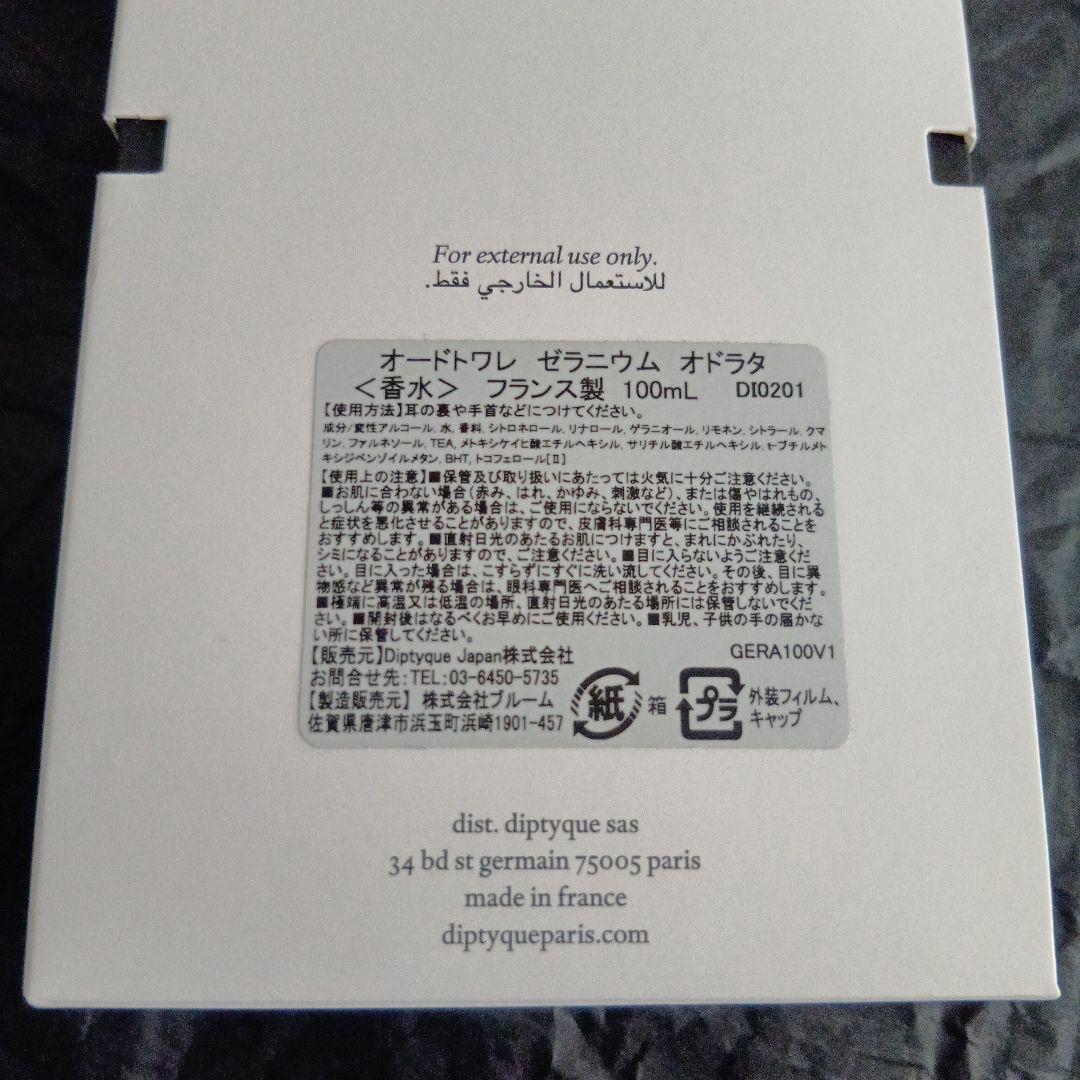 For external use only.
للاستعمال الخارجي فقط.
オードトワレ ゼラニウム オドラタ
＜香水＞ フランス製 100mL DI0201
【使用方法】耳の裏や手首などにつけてください。
成分/変性アルコール, 水, 香料, シトロネロール, リナロール, ゲラニオール, リモネン, シトラール, クマ
リン, ファルネソール, TEA, メトキシケイヒ酸エチルヘキシル, サリチル酸エチルヘキシル, t-ブチルメト
キシジベンゾイルメタン, BHT, トコフェロール[Ⅱ]
【使用上の注意】■保管及び取り扱いにあたっては火気に十分ご注意ください。
■お肌に合わない場合(赤み、はれ、かゆみ、刺激など)、または傷やはれもの、
しっしん等の異常がある場合は、ご使用にならないでください。使用を継続される
と症状を悪化させることがありますので、皮膚科専門医等にご相談されることを
おすすめします。■直射日光のあたるお肌につけますと、まれにかぶれたり、
シミになることがありますので、ご注意ください。■目に入らないようご注意くだ
さい。目に入った場合は、こすらずにすぐに洗い流してください。その後、目に異
物感など異常が残る場合は、眼科専門医へご相談されることをおすすめします。
■極端に高温又は低温の場所、直射日光のあたる場所には保管しないでくだ
さい。■開封後はなるべくお早めにご使用ください。■乳児、子供の手の届かな
い所に保管してください。
【販売元】Diptyque Japan株式会社 GERA100V1
お問合せ先:TEL:03-6450-5735
【製造販売元】 株式会社ブルーム
佐賀県唐津市浜玉町浜崎1901-457
紙 箱
プラ 外装フィルム、
キャップ
dist. diptyque sas
34 bd st germain 75005 paris
made in france
diptyqueparis.com